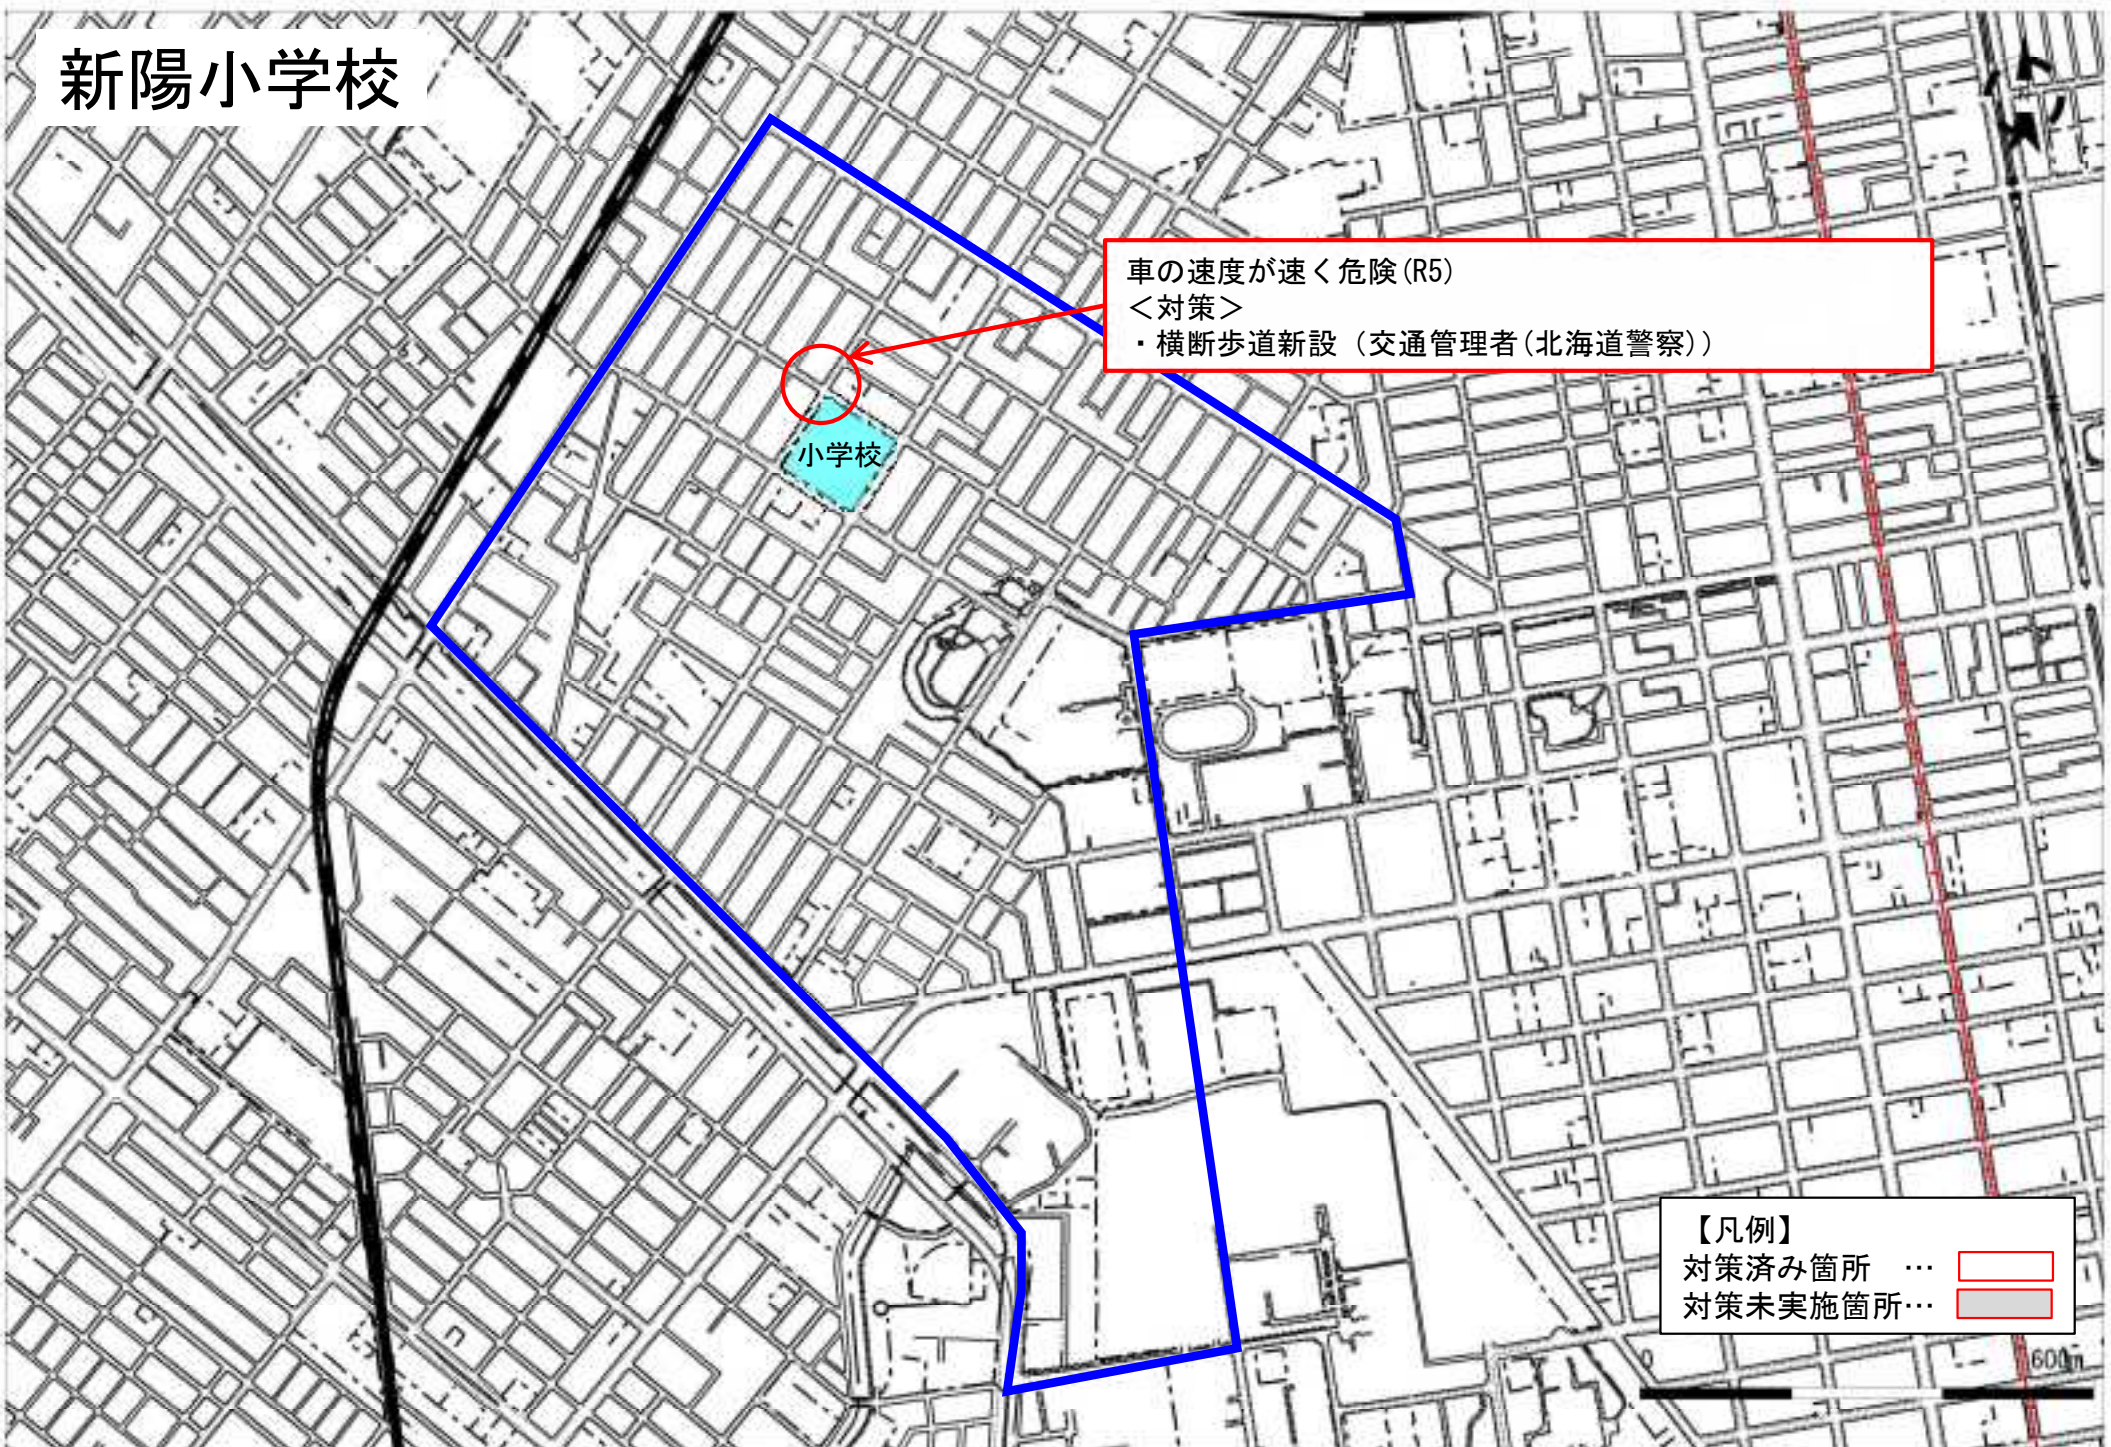 新陽小学校
車の速度が速く危険(R5)
＜対策＞
・横断歩道新設（交通管理者(北海道警察)）
小学校
【凡例】
対策済み箇所　…
対策未実施箇所…
0 600m